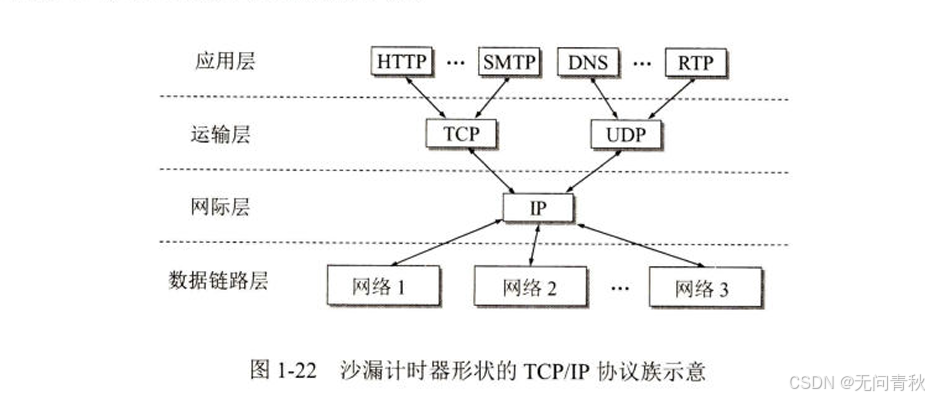 应用层 HTTP … SMTP DNS … RTP
运输层 TCP UDP
网际层 IP
数据链路层 网络 1 网络 2 … 网络 3
图 1-22 沙漏计时器形状的 TCP/IP 协议族示意
CSDN @无问青秋